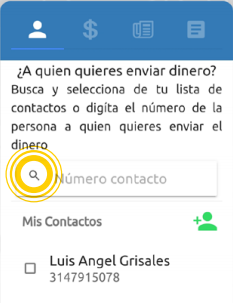 ¿A quien quieres enviar dinero?
Busca y selecciona de tu lista de
contactos o digíta el número de la
persona a quien quieres enviar el
dinero
Número contacto
Mis Contactos
Luis Angel Grisales
3147915078